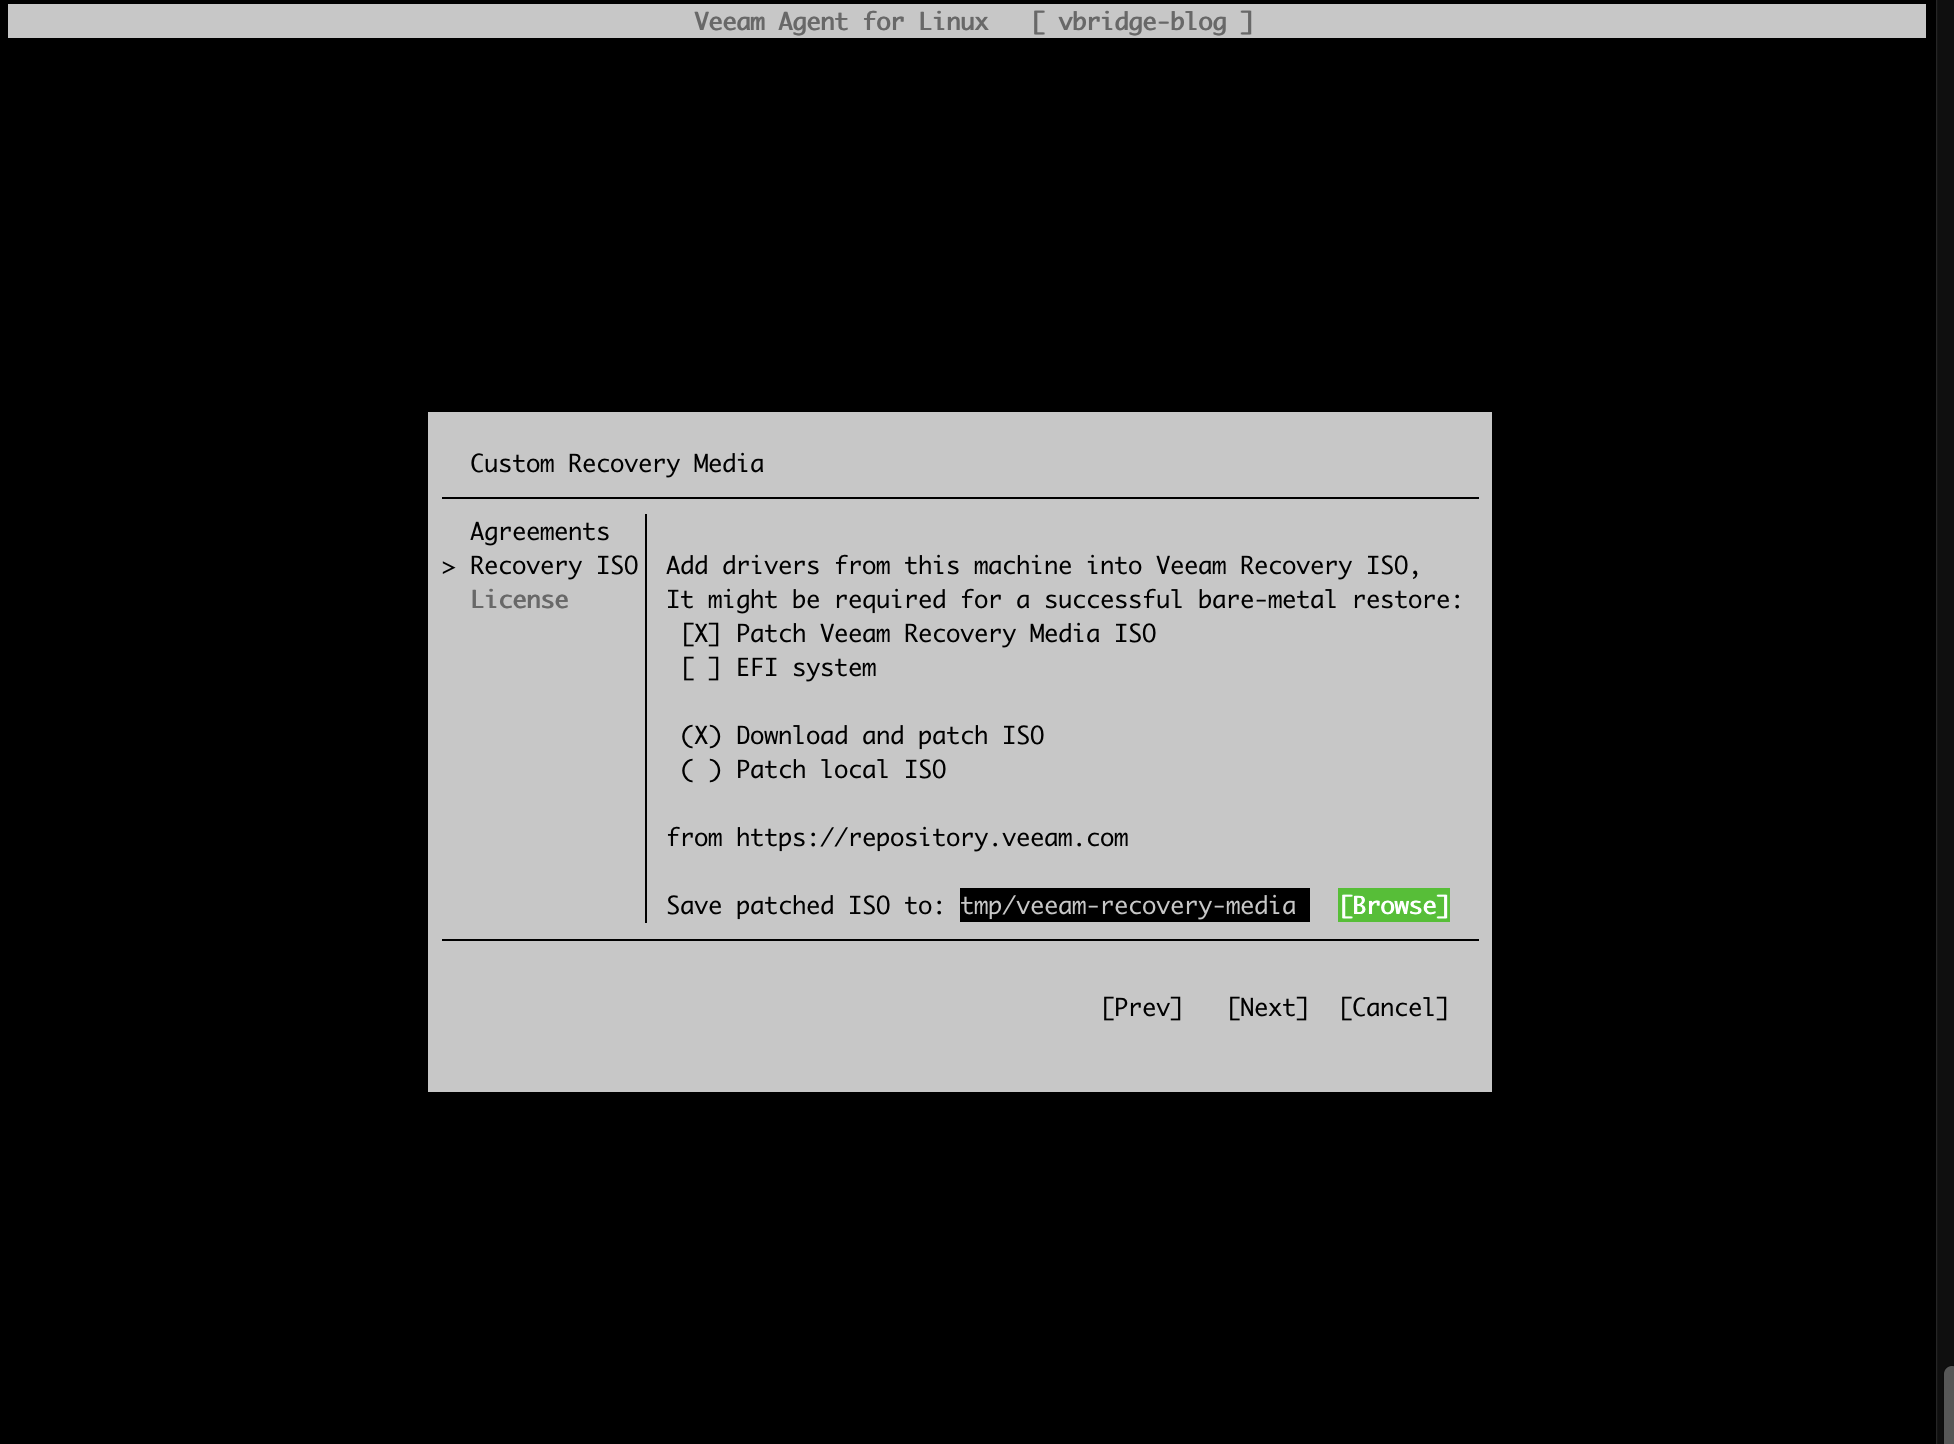 Veeam Agent for Linux   [ vbridge-blog ]
Custom Recovery Media
Agreements
> Recovery ISO
License
Add drivers from this machine into Veeam Recovery ISO,
It might be required for a successful bare-metal restore:
[X] Patch Veeam Recovery Media ISO
[ ] EFI system
(X) Download and patch ISO
( ) Patch local ISO
from https://repository.veeam.com
Save patched ISO to: tmp/veeam-recovery-media [Browse]
[Prev] [Next] [Cancel]